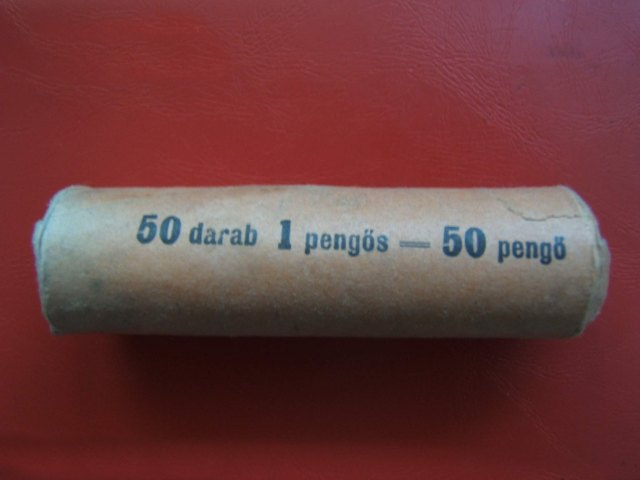 50 darab 1 pengős = 50 pengő